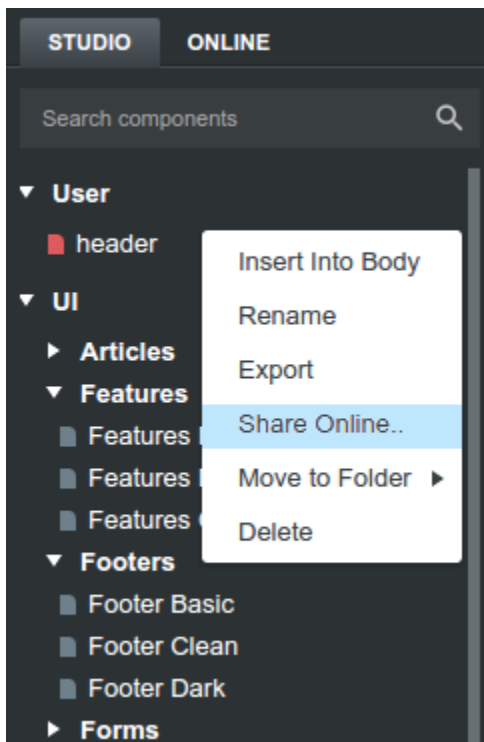 STUDIO ONLINE
Search components
User
header
Insert Into Body
Rename
Export
Share Online..
Move to Folder
Delete
UI
Articles
Features
Features
Features
Features
Footers
Footer Basic
Footer Clean
Footer Dark
Forms